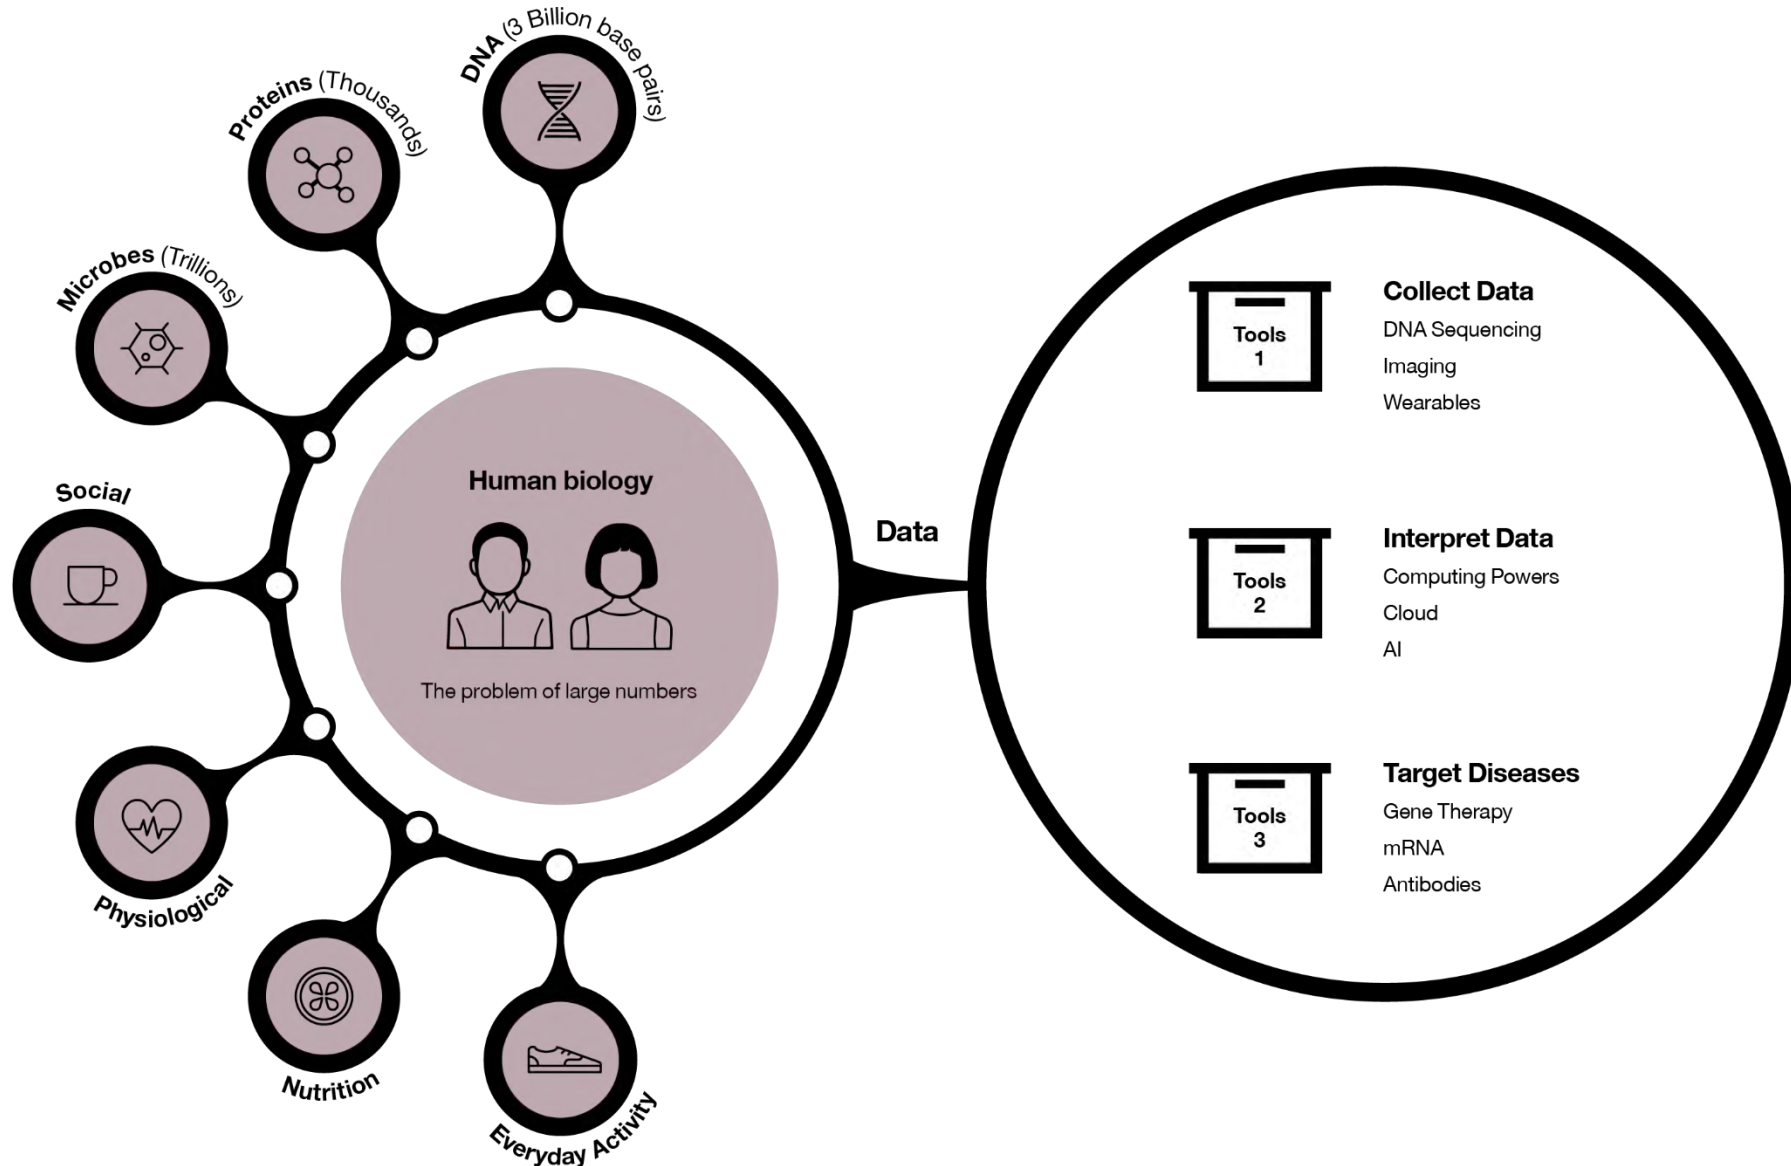 DNA (3 Billion base pairs)
Proteins (Thousands)
Microbes (Trillions)
Social
Physiological
Nutrition
Everyday Activity
Human biology
The problem of large numbers
Data
Tools
1
Collect Data
DNA Sequencing
Imaging
Wearables
Tools
2
Interpret Data
Computing Powers
Cloud
AI
Tools
3
Target Diseases
Gene Therapy
mRNA
Antibodies